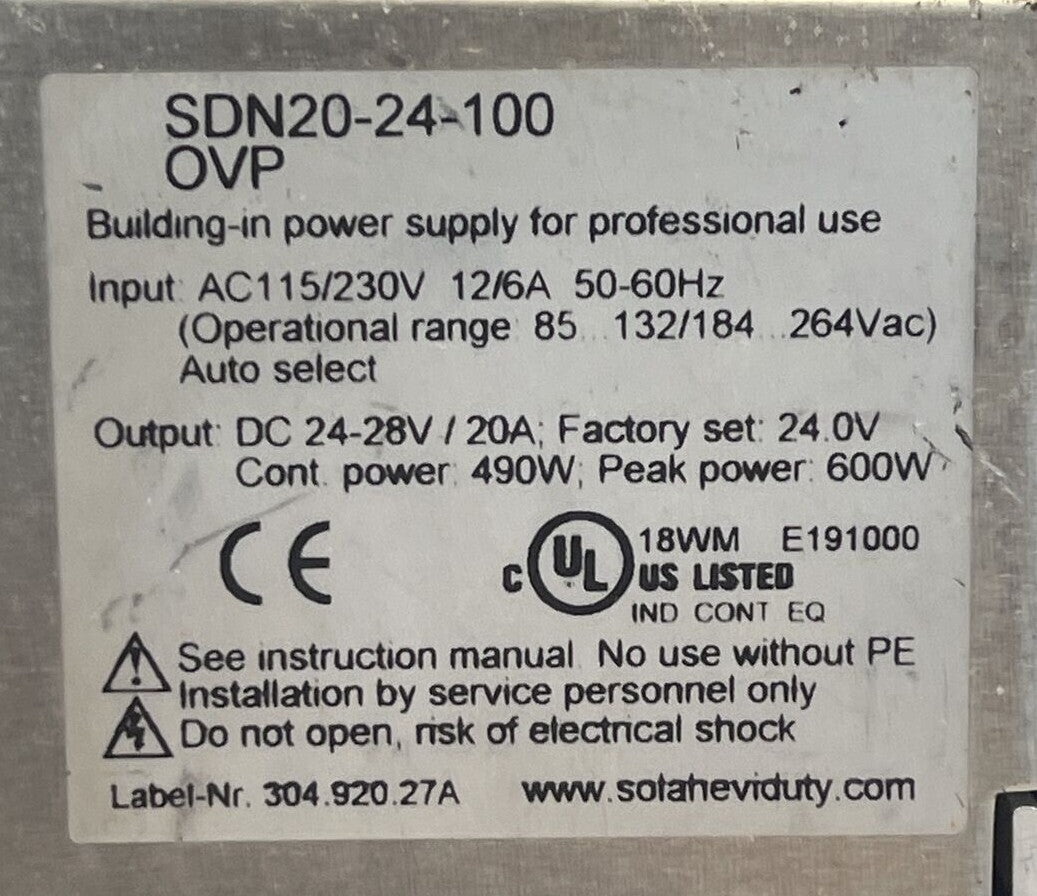 SDN20-24-100
OVP
Building-in power supply for professional use
Input: AC115/230V 12/6A 50-60Hz
(Operational range: 85...132/184...264Vac)
Auto select
Output: DC 24-28V / 20A; Factory set: 24.0V
Cont. power: 490W; Peak power: 600W
CE
C UL US LISTED 18WM E191000
IND CONT EQ
See instruction manual. No use without PE
Installation by service personnel only
Do not open, risk of electrical shock
Label-Nr. 304.920.27A www.solaheviduty.com